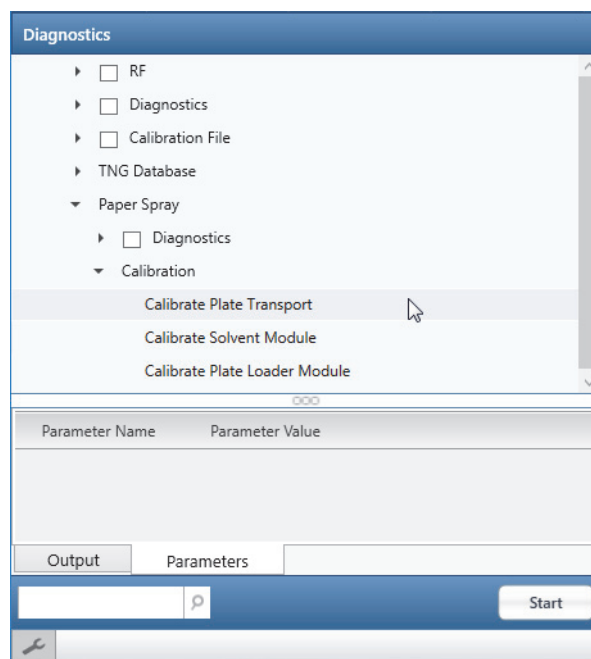 Diagnostics
RF
Diagnostics
Calibration File
TNG Database
Paper Spray
Diagnostics
Calibration
Calibrate Plate Transport
Calibrate Solvent Module
Calibrate Plate Loader Module
Parameter Name Parameter Value
Output Parameters
Start